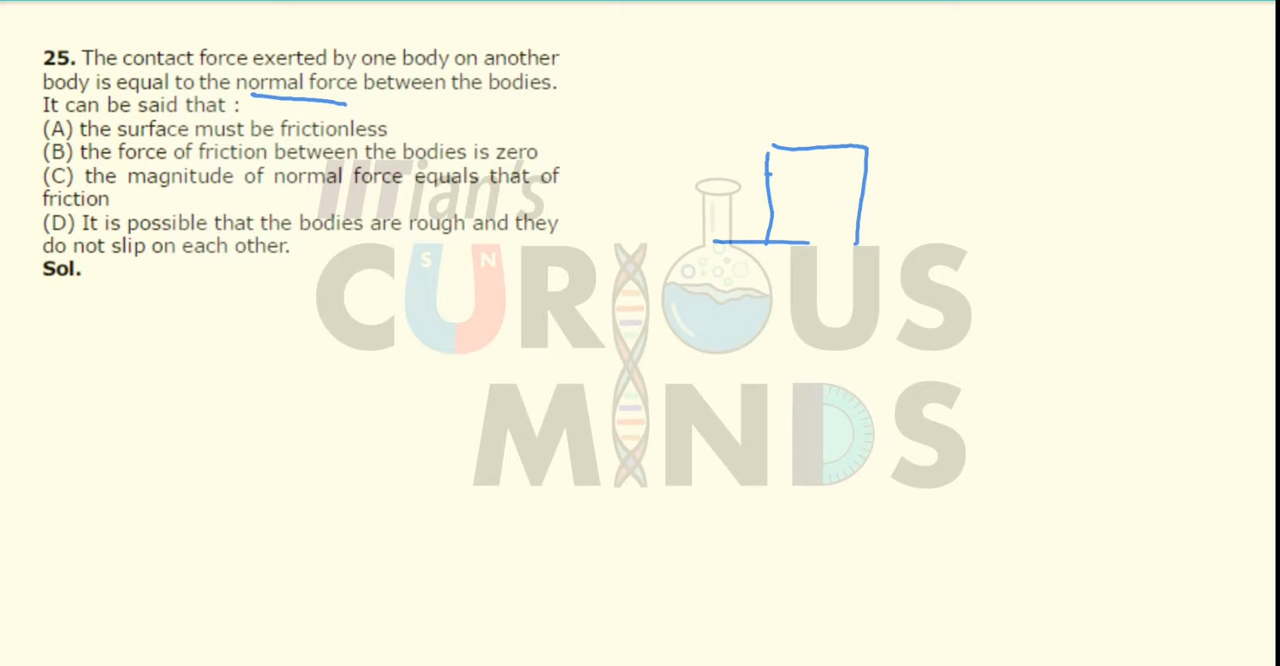 25. The contact force exerted by one body on another
body is equal to the normal force between the bodies.
It can be said that :
(A) the surface must be frictionless
(B) the force of friction between the bodies is zero
(C) the magnitude of normal force equals that of
friction
(D) It is possible that the bodies are rough and they
do not slip on each other.
Sol.
IITian's
CURIOUS
S N
MINDS